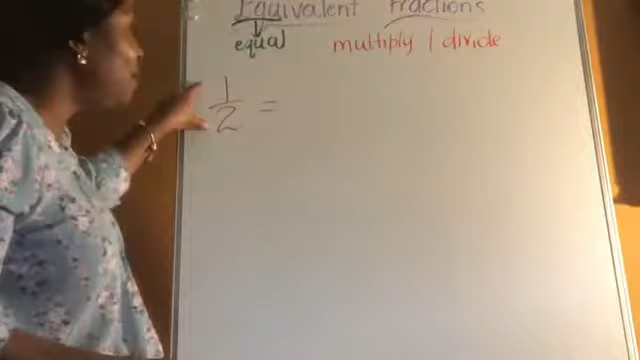 Equivalent Fractions
equal multiply / divide
1/2 =